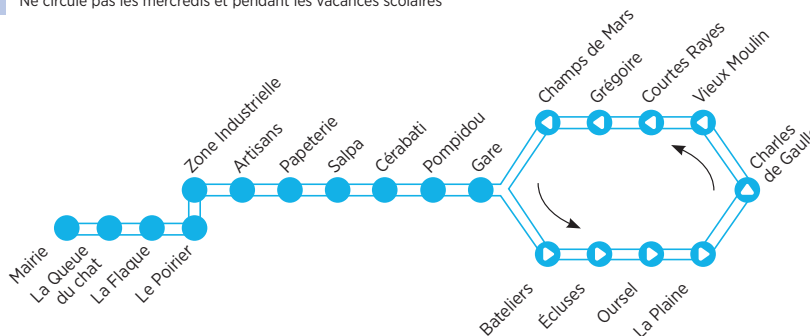 Ne circule pas les mercredis et pendant les vacances scolaires
Mairie
La Queue
du chat
La Flaque
Le Poirier
Zone Industrielle
Artisans
Papeterie
Salpa
Cérabati
Pompidou
Gare
Bateliers
Écluses
Oursel
La Plaine
Charles
de Gaulle
Vieux Moulin
Courtes Rayes
Grégoire
Champs de Mars